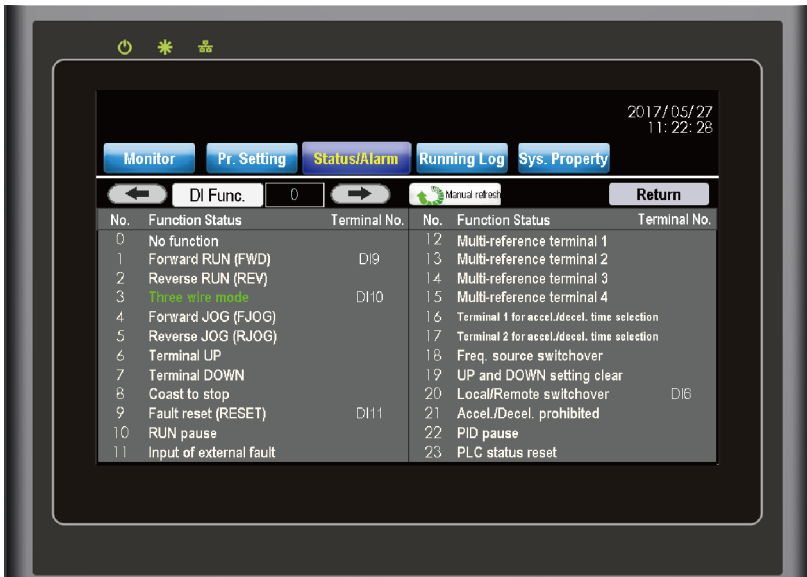 2017/05/27
11:22:28
Monitor Pr. Setting Status/Alarm Running Log Sys. Property
DI Func. 0 Manual refresh Return
No. Function Status Terminal No. No. Function Status Terminal No.
0 No function 12 Multi-reference terminal 1
1 Forward RUN (FWD) DI9 13 Multi-reference terminal 2
2 Reverse RUN (REV) 14 Multi-reference terminal 3
3 Three wire mode DI10 15 Multi-reference terminal 4
4 Forward JOG (FJOG) 16 Terminal 1 for accel./decel. time selection
5 Reverse JOG (RJOG) 17 Terminal 2 for accel./decel. time selection
6 Terminal UP 18 Freq. source switchover
7 Terminal DOWN 19 UP and DOWN setting clear
8 Coast to stop 20 Local/Remote switchover DI6
9 Fault reset (RESET) DI11 21 Accel./Decel. prohibited
10 RUN pause 22 PID pause
11 Input of external fault 23 PLC status reset